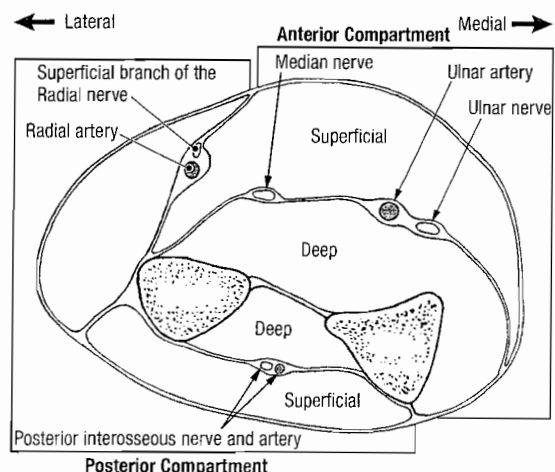 Lateral
Anterior Compartment
Medial
Superficial branch of the
Radial nerve
Median nerve
Ulnar artery
Ulnar nerve
Radial artery
Superficial
Deep
Deep
Superficial
Posterior interosseous nerve and artery
Posterior Compartment